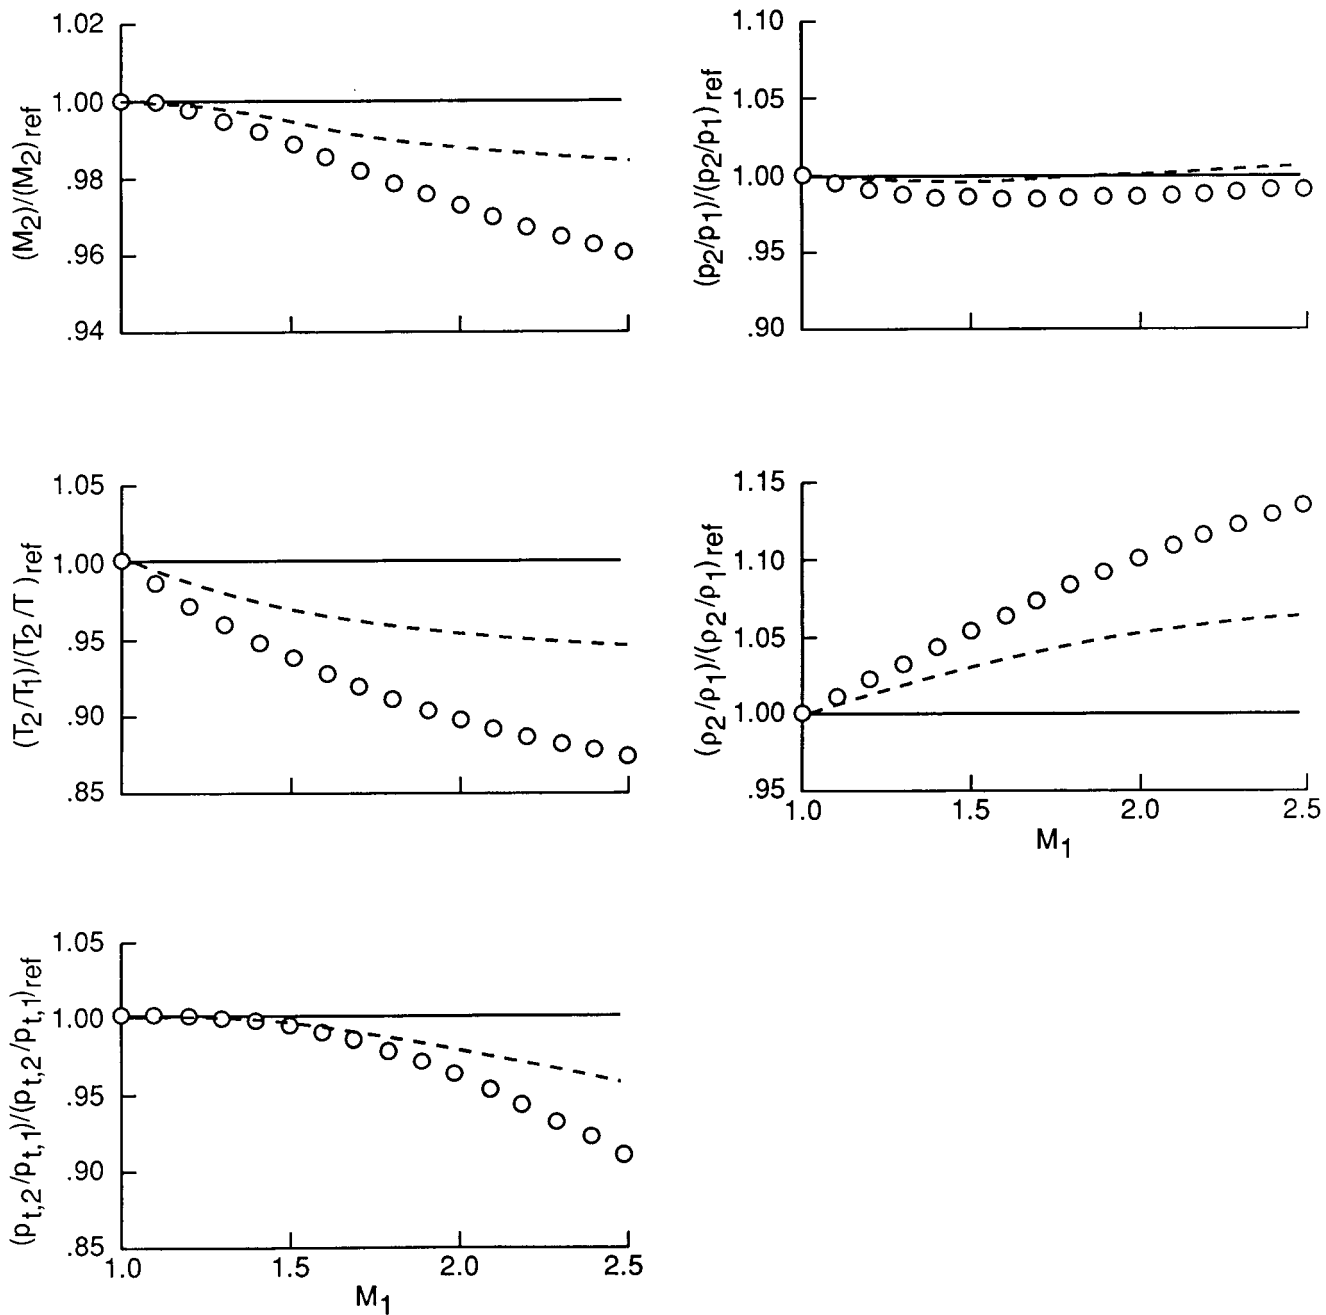 1.02
1.00
.98
.96
.94
(M2)/(M2)ref
1.10
1.05
1.00
.95
.90
(p2/p1)/(p2/p1)ref
1.05
1.00
.95
.90
.85
(T2/T1)/(T2/T )ref
1.15
1.10
1.05
1.00
.95
(ρ2/ρ1)/(ρ2/ρ1)ref
1.0 1.5 2.0 2.5
M1
1.05
1.00
.95
.90
.85
(pt,2/pt,1)/(pt,2/pt,1)ref
1.0 1.5 2.0 2.5
M1